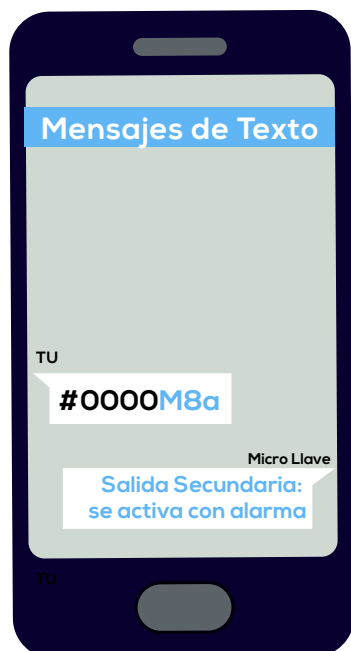 Mensajes de Texto
TU
#0000M8a
Micro Llave
Salida Secundaria:
se activa con alarma
TU